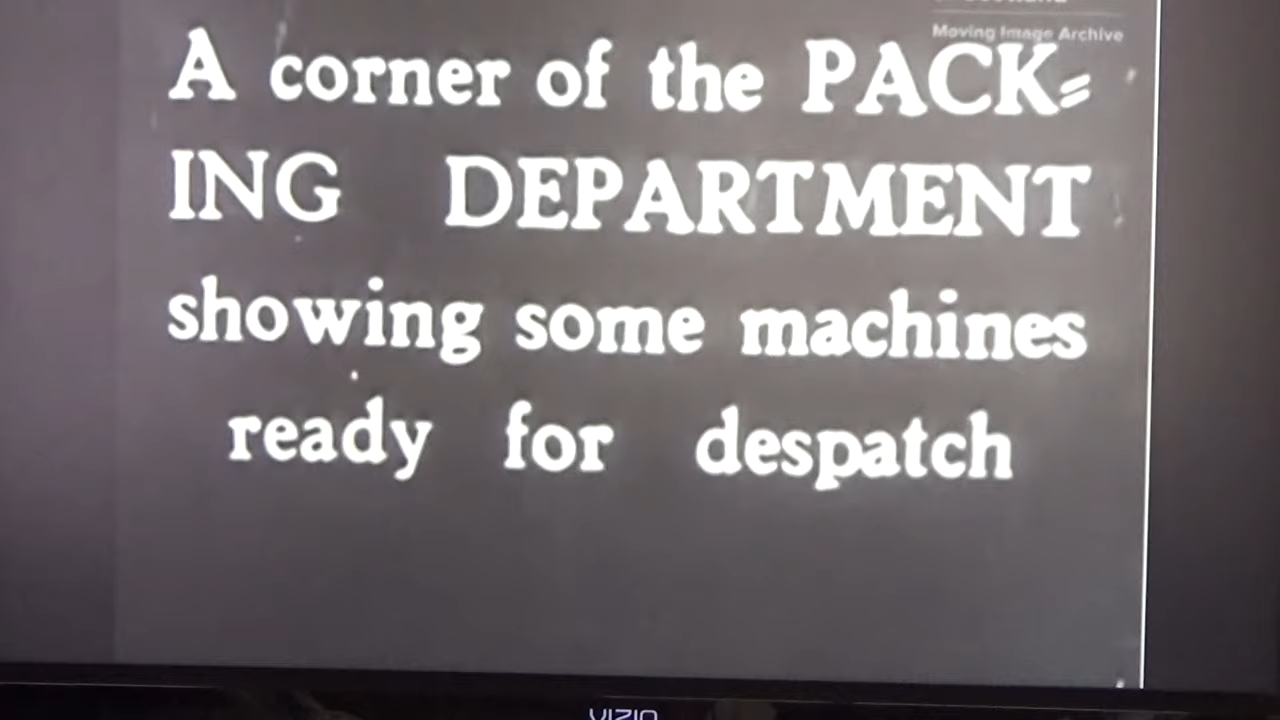 Moving Image Archive
A corner of the PACK=
ING DEPARTMENT
showing some machines
ready for despatch
VIZIO